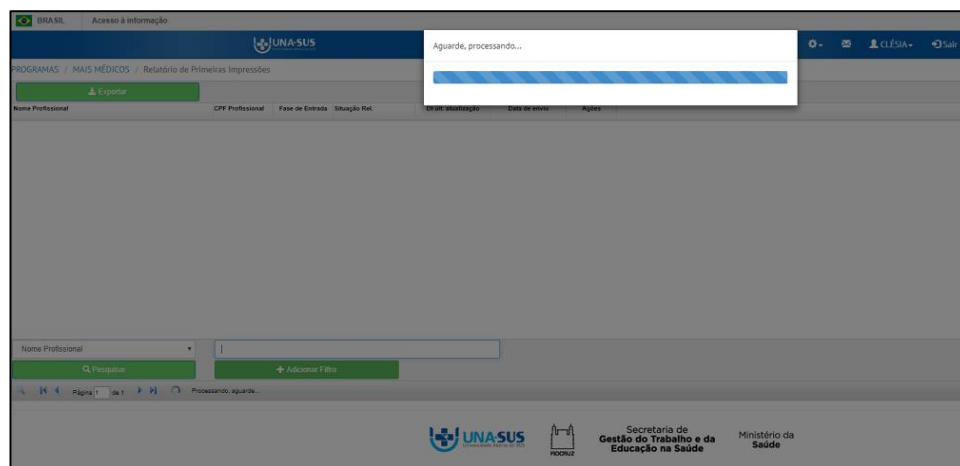 BRASIL Acesso à informação
UNA-SUS
Aguarde, processando...
CLÉSIA
Sair
PROGRAMAS / MAIS MÉDICOS / Relatório de Primeiras Impressões
Exportar
Nome Profissional CPF Profissional Fase de Entrada Situação Rel. Dt últ. atualização Data de envio Ações
Nome Profissional
Pesquisar Adicionar Filtro
Página 1 de 1 Processando, aguarde...
UNA-SUS
FIOCRUZ
Secretaria de
Gestão do Trabalho e da
Educação na Saúde
Ministério da
Saúde